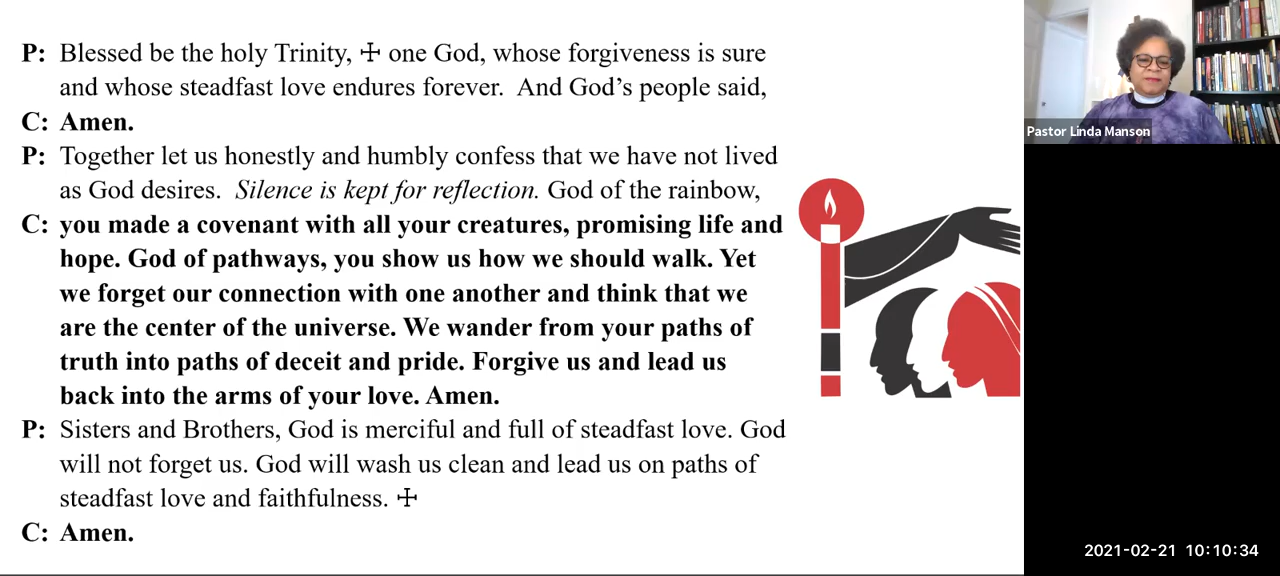 P: Blessed be the holy Trinity, ☩ one God, whose forgiveness is sure
and whose steadfast love endures forever.  And God’s people said,
C: Amen.
P: Together let us honestly and humbly confess that we have not lived
as God desires.  Silence is kept for reflection. God of the rainbow,
C: you made a covenant with all your creatures, promising life and
hope. God of pathways, you show us how we should walk. Yet
we forget our connection with one another and think that we
are the center of the universe. We wander from your paths of
truth into paths of deceit and pride. Forgive us and lead us
back into the arms of your love. Amen.
P: Sisters and Brothers, God is merciful and full of steadfast love. God
will not forget us. God will wash us clean and lead us on paths of
steadfast love and faithfulness. ☩
C: Amen.
Pastor Linda Manson
2021-02-21 10:10:34